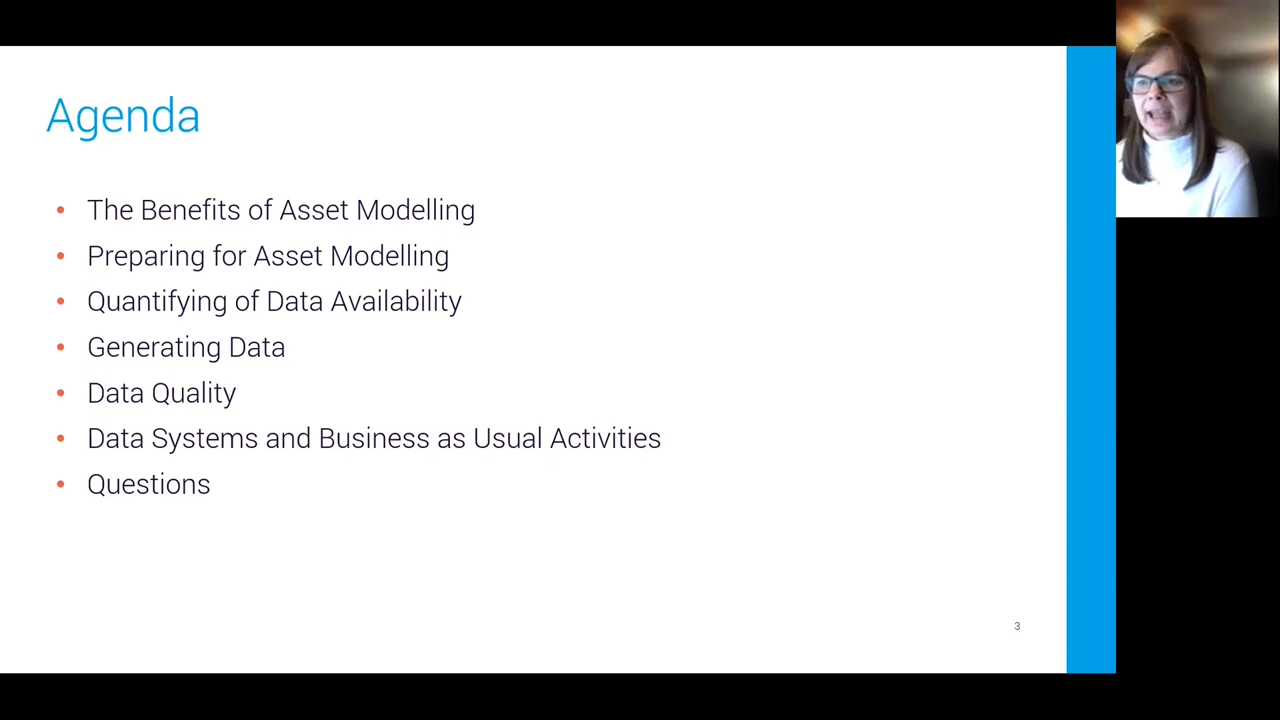 Agenda
• The Benefits of Asset Modelling
• Preparing for Asset Modelling
• Quantifying of Data Availability
• Generating Data
• Data Quality
• Data Systems and Business as Usual Activities
• Questions
3